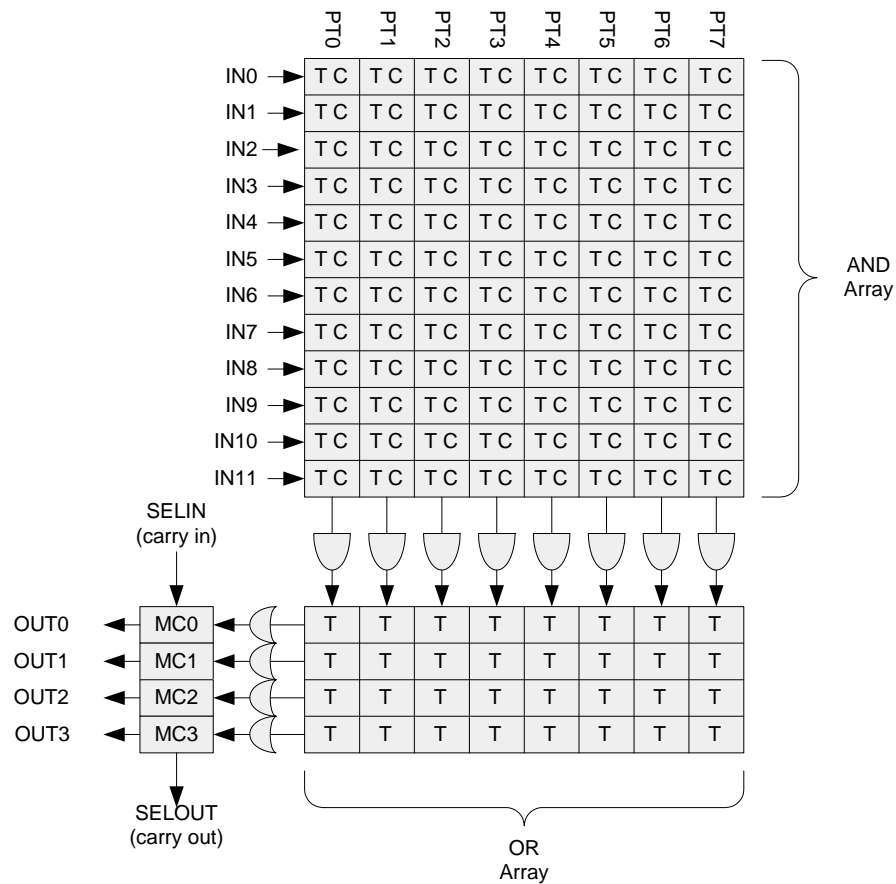 PT0 PT1 PT2 PT3 PT4 PT5 PT6 PT7
IN0 T C T C T C T C T C T C T C T C
IN1 T C T C T C T C T C T C T C T C
IN2 T C T C T C T C T C T C T C T C
IN3 T C T C T C T C T C T C T C T C
IN4 T C T C T C T C T C T C T C T C
IN5 T C T C T C T C T C T C T C T C
IN6 T C T C T C T C T C T C T C T C
IN7 T C T C T C T C T C T C T C T C
IN8 T C T C T C T C T C T C T C T C
IN9 T C T C T C T C T C T C T C T C
IN10 T C T C T C T C T C T C T C T C
IN11 T C T C T C T C T C T C T C T C
AND
Array
SELIN
(carry in)
OUT0 MC0 T T T T T T T T
OUT1 MC1 T T T T T T T T
OUT2 MC2 T T T T T T T T
OUT3 MC3 T T T T T T T T
SELOUT
(carry out)
OR
Array